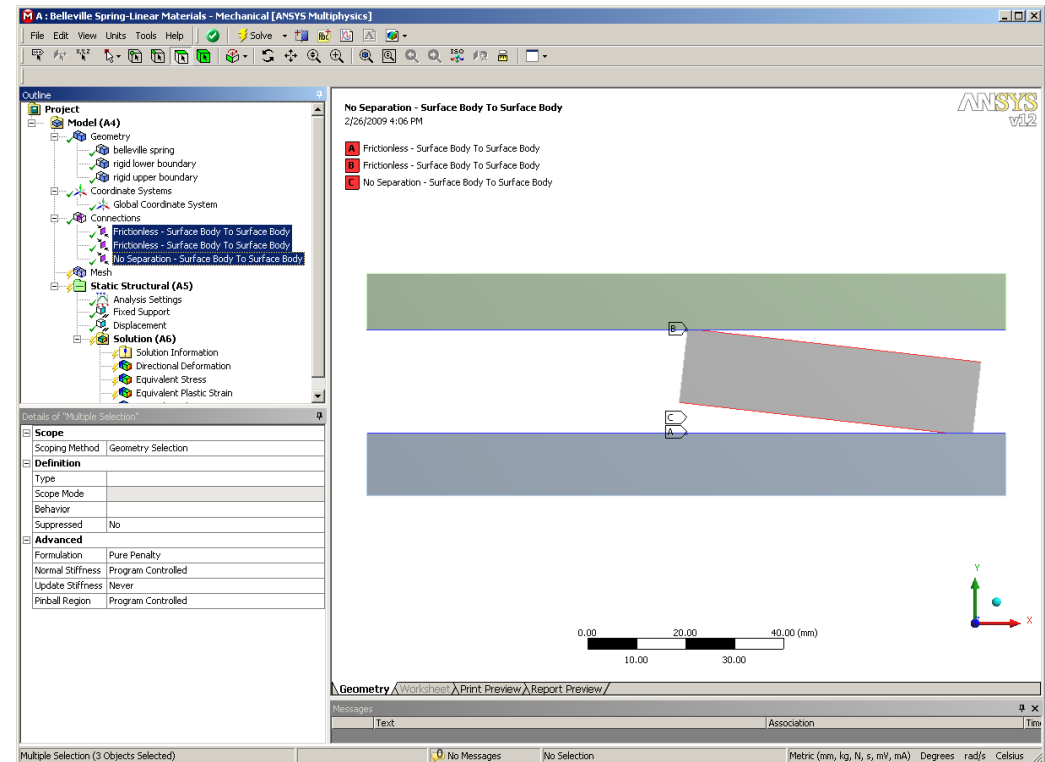 A : Belleville Spring-Linear Materials - Mechanical [ANSYS Multiphysics]
File Edit View Units Tools Help Solve
Outline
Project
Model (A4)
Geometry
belleville spring
rigid lower boundary
rigid upper boundary
Coordinate Systems
Global Coordinate System
Connections
Frictionless - Surface Body To Surface Body
Frictionless - Surface Body To Surface Body
No Separation - Surface Body To Surface Body
Mesh
Static Structural (A5)
Analysis Settings
Fixed Support
Displacement
Solution (A6)
Solution Information
Directional Deformation
Equivalent Stress
Equivalent Plastic Strain
Details of "Multiple Selection"
Scope
Scoping Method Geometry Selection
Definition
Type
Scope Mode
Behavior
Suppressed No
Advanced
Formulation Pure Penalty
Normal Stiffness Program Controlled
Update Stiffness Never
Pinball Region Program Controlled
No Separation - Surface Body To Surface Body
2/26/2009 4:06 PM
A Frictionless - Surface Body To Surface Body
B Frictionless - Surface Body To Surface Body
C No Separation - Surface Body To Surface Body
ANSYS
v12
B
C
A
Y
X
0.00 20.00 40.00 (mm)
10.00 30.00
Geometry Worksheet Print Preview Report Preview
Messages
Text Association Tim
Multiple Selection (3 Objects Selected) No Messages No Selection Metric (mm, kg, N, s, mV, mA) Degrees rad/s Celsius